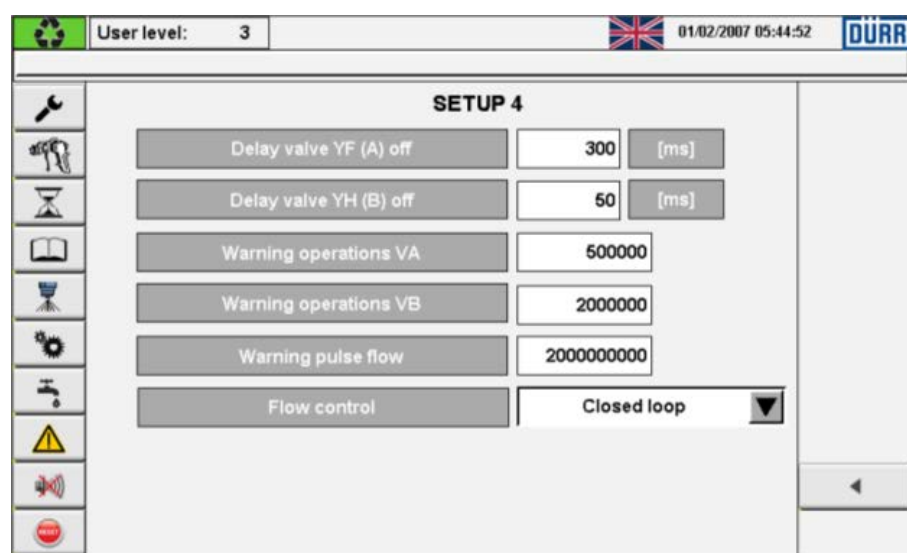 User level: 3 01/02/2007 05:44:52 DÜRR
SETUP 4
Delay valve YF (A) off 300 [ms]
Delay valve YH (B) off 50 [ms]
Warning operations VA 500000
Warning operations VB 2000000
Warning pulse flow 2000000000
Flow control Closed loop
RESET